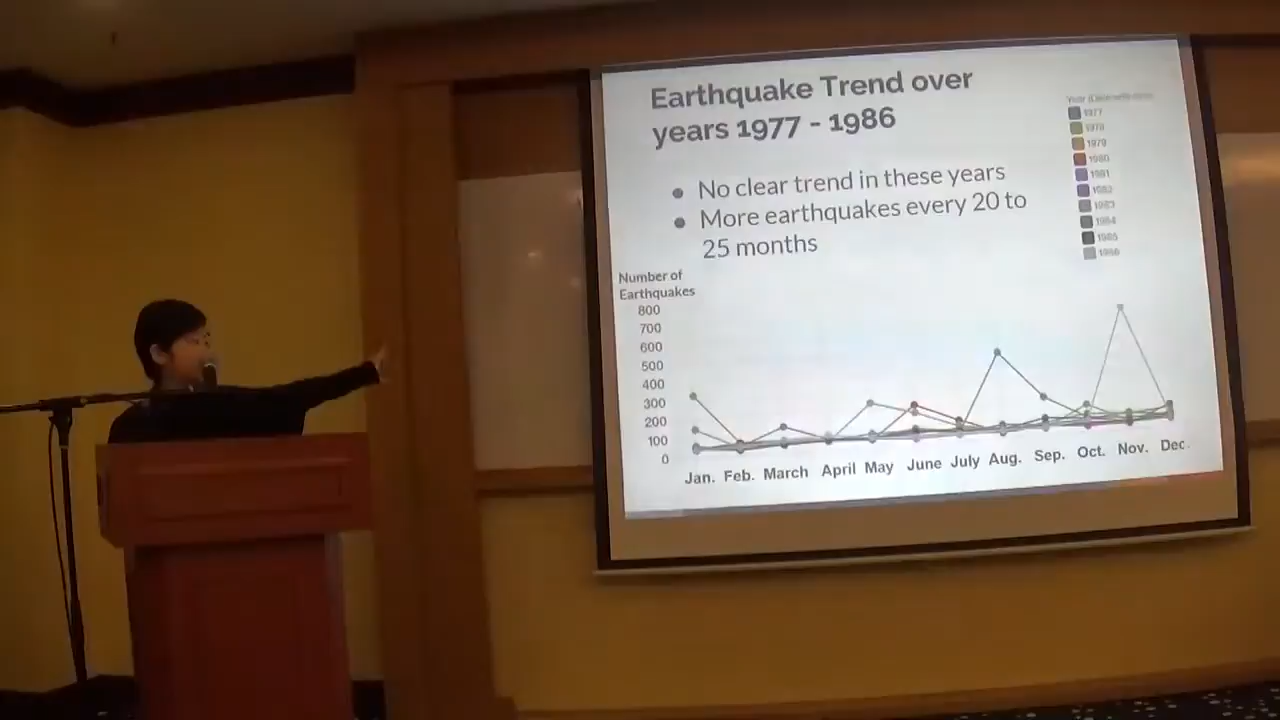 Earthquake Trend over
years 1977 - 1986
No clear trend in these years
More earthquakes every 20 to
25 months
1977
1978
1979
1980
1981
1982
1983
1984
1985
1986
Number of
Earthquakes
800
700
600
500
400
300
200
100
0
Jan. Feb. March April May June July Aug. Sep. Oct. Nov. Dec.